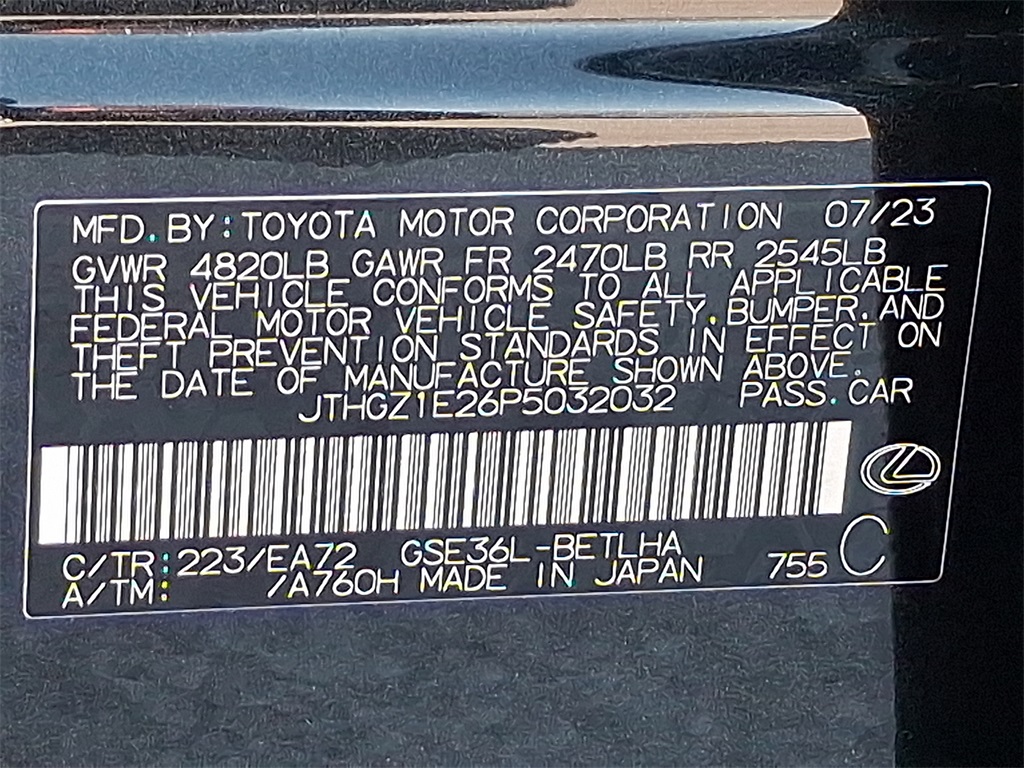 MFD. BY: TOYOTA MOTOR CORPORATION 07/23
GVWR 4820LB GAWR FR 2470LB RR 2545LB
THIS VEHICLE CONFORMS TO ALL APPLICABLE
FEDERAL MOTOR VEHICLE SAFETY, BUMPER, AND
THEFT PREVENTION STANDARDS IN EFFECT ON
THE DATE OF MANUFACTURE SHOWN ABOVE.
JTHGZ1E26P5032032 PASS. CAR
C/TR: 223/EA72 GSE36L-BETLHA
A/TM: /A760H MADE IN JAPAN 755 C